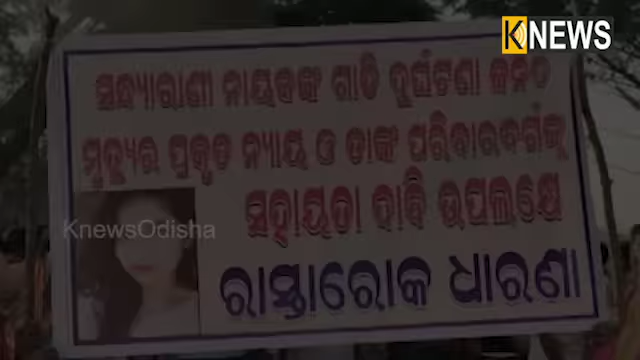 KNEWS
ସନ୍ଧ୍ୟାରାଣୀ ନାୟକଙ୍କ ଗାଡି ଦୁର୍ଘଟଣା ଜନିତ
ମୃତ୍ୟୁର ପ୍ରକୃତ ନ୍ୟାୟ ଓ ତାଙ୍କ ପରିବାରବର୍ଗଙ୍କୁ
ସହାୟତା ଦାବି ଉପଲକ୍ଷେ
KnewsOdisha
ରାସ୍ତାରୋକ ଧାରଣା